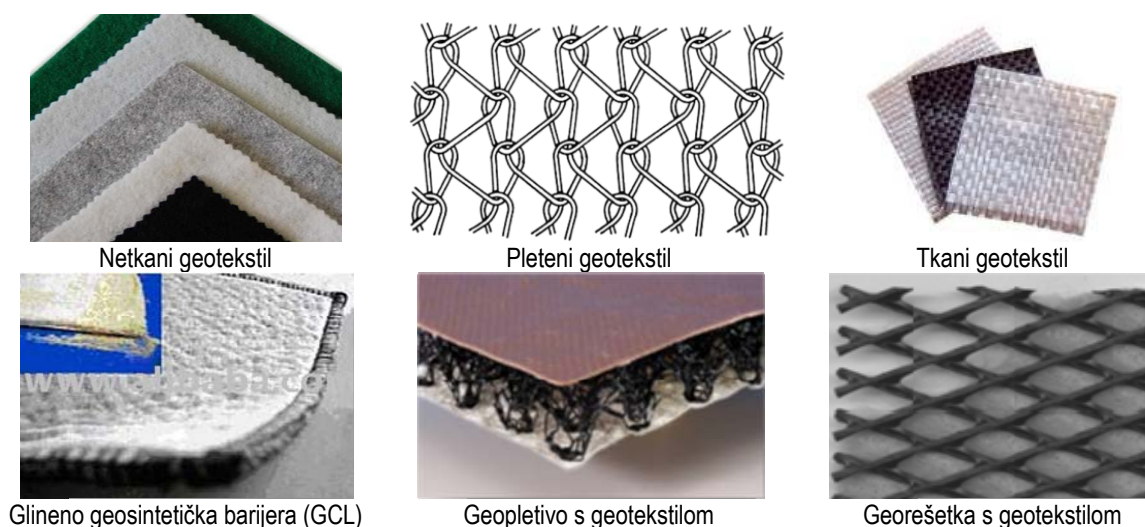 Netkani geotekstil
Pleteni geotekstil
Tkani geotekstil
Glineno geosintetička barijera (GCL)
Geopletivo s geotekstilom
Georešetka s geotekstilom